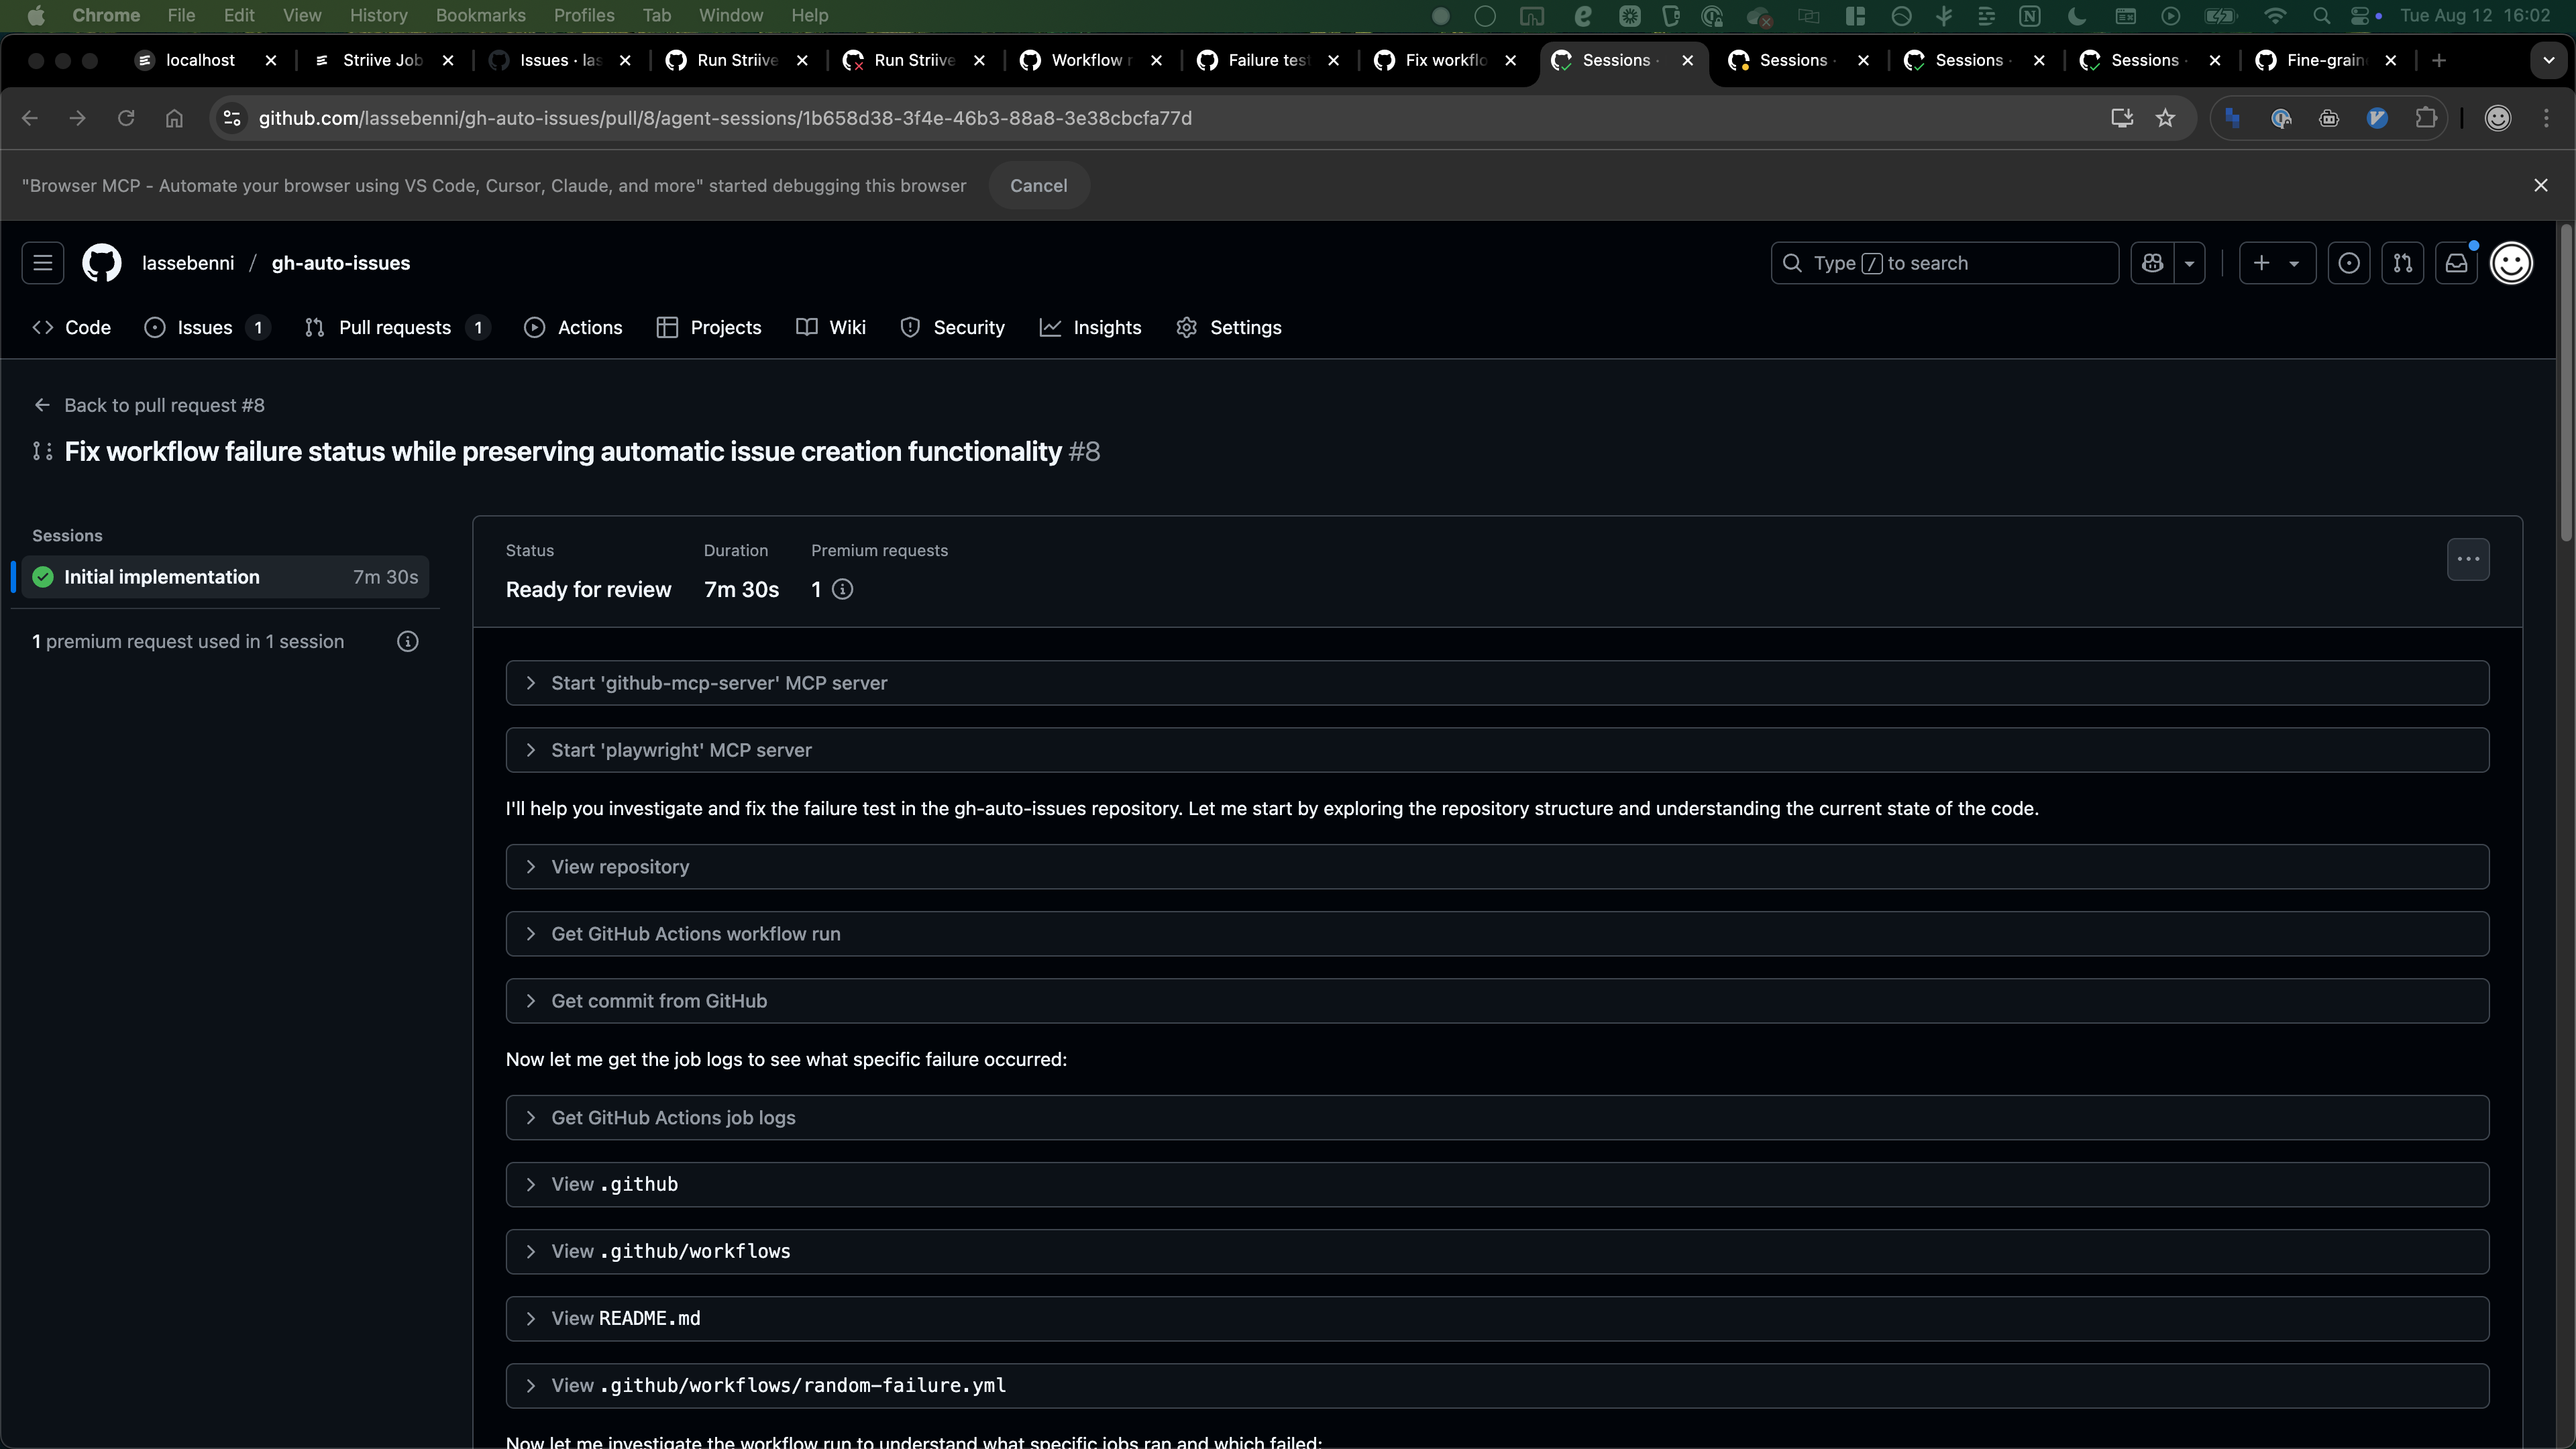 Chrome File Edit View History Bookmarks Profiles Tab Window Help Tue Aug 12 16:02
localhost Striive Job Issues · las Run Striive Run Striive Workflow r Failure test Fix workflo Sessions · Sessions · Sessions · Sessions · Fine-grain
github.com/lassebenni/gh-auto-issues/pull/8/agent-sessions/1b658d38-3f4e-46b3-88a8-3e38cbcfa77d
"Browser MCP - Automate your browser using VS Code, Cursor, Claude, and more" started debugging this browser Cancel
lassebenni / gh-auto-issues Type / to search
Code Issues 1 Pull requests 1 Actions Projects Wiki Security Insights Settings
Back to pull request #8
Fix workflow failure status while preserving automatic issue creation functionality #8
Sessions
Initial implementation 7m 30s
1 premium request used in 1 session
Status Duration Premium requests
Ready for review 7m 30s 1
Start 'github-mcp-server' MCP server
Start 'playwright' MCP server
I'll help you investigate and fix the failure test in the gh-auto-issues repository. Let me start by exploring the repository structure and understanding the current state of the code.
View repository
Get GitHub Actions workflow run
Get commit from GitHub
Now let me get the job logs to see what specific failure occurred:
Get GitHub Actions job logs
View .github
View .github/workflows
View README.md
View .github/workflows/random-failure.yml
Now let me investigate the workflow run to understand what specific jobs ran and which failed: